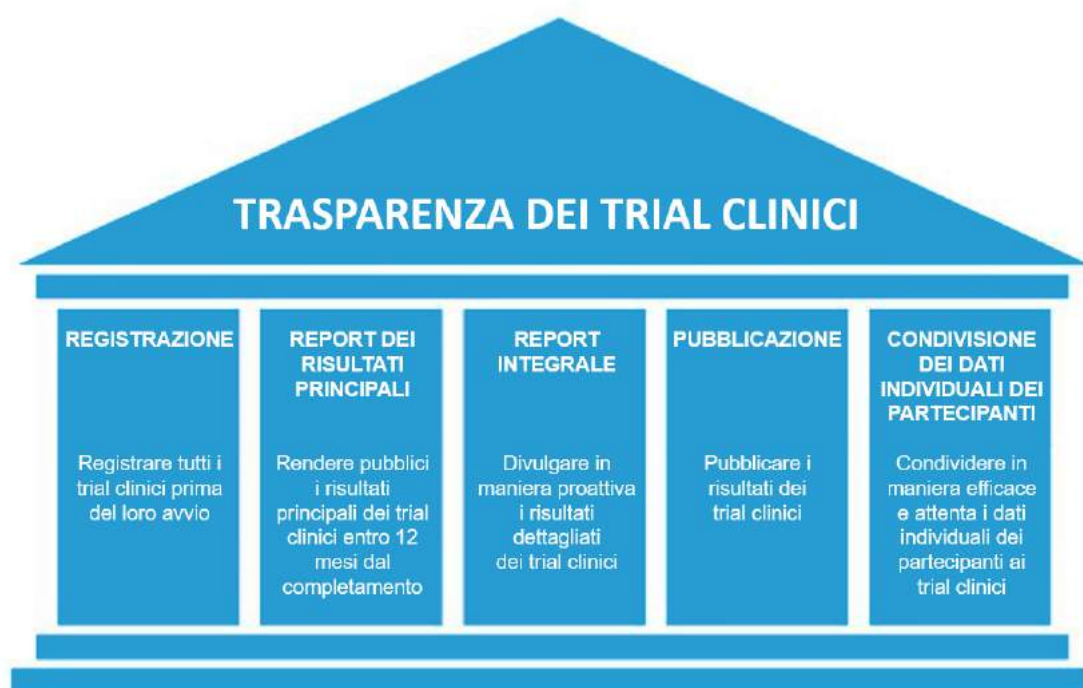 TRASPARENZA DEI TRIAL CLINICI
REGISTRAZIONE
Registrare tutti i
trial clinici prima
del loro avvio
REPORT DEI
RISULTATI
PRINCIPALI
Rendere pubblici
i risultati
principali dei trial
clinici entro 12
mesi dal
completamento
REPORT
INTEGRALE
Divulgare in
maniera proattiva
i risultati
dettagliati
dei trial clinici
PUBBLICAZIONE
Pubblicare i
risultati dei
trial clinici
CONDIVISIONE
DEI DATI
INDIVIDUALI DEI
PARTECIPANTI
Condividere in
maniera efficace
e attenta i dati
individuali dei
partecipanti ai
trial clinici